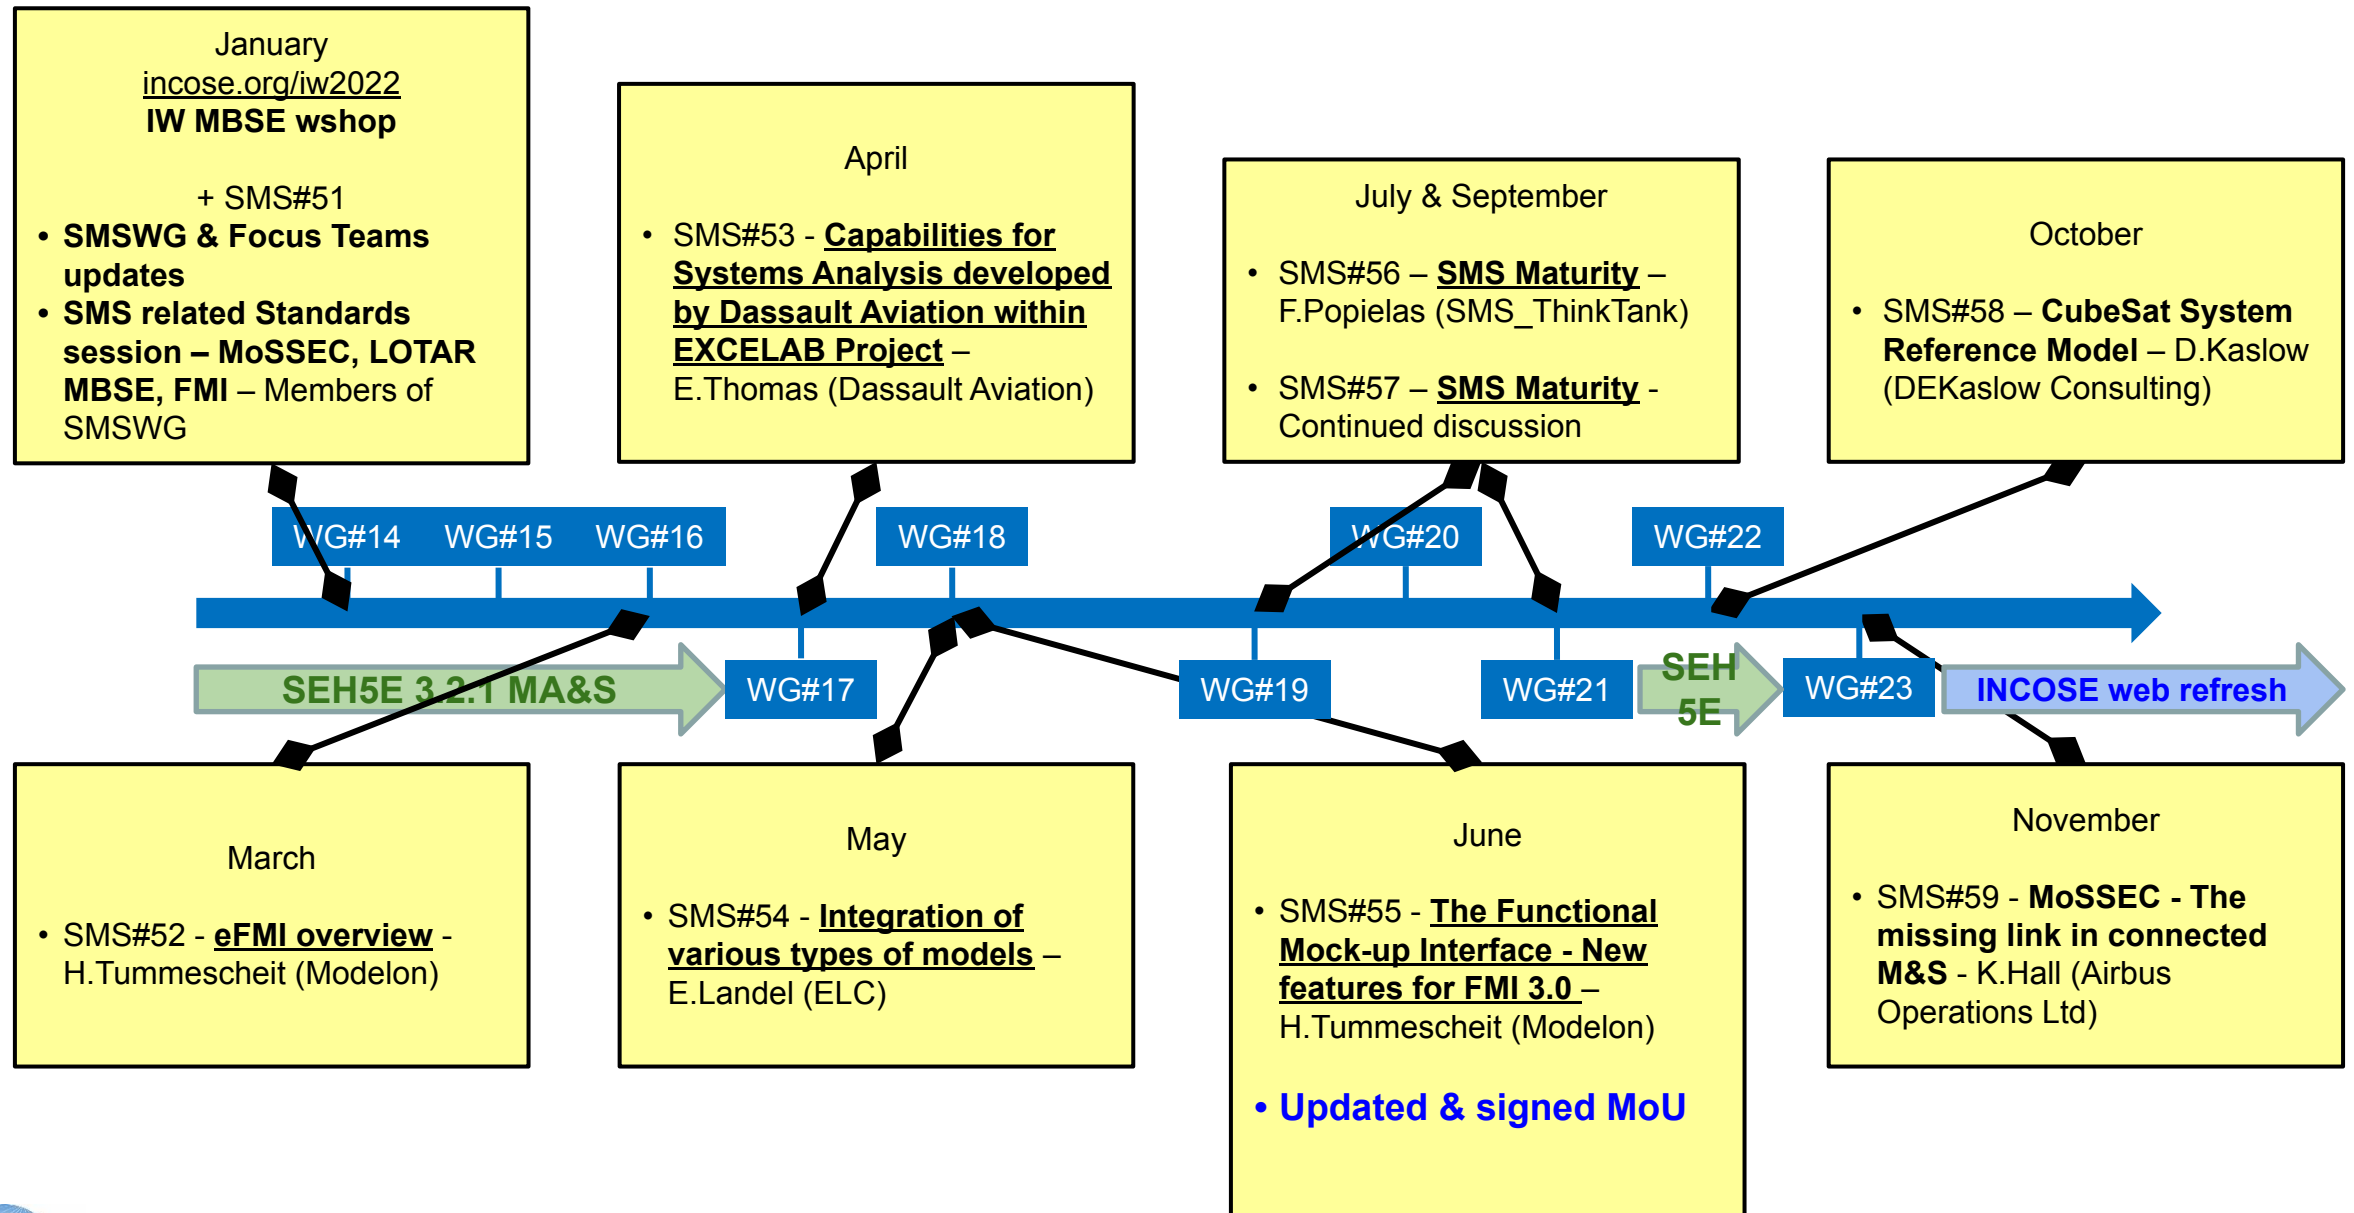 January
incose.org/iw2022
IW MBSE wshop
+ SMS#51
• SMSWG & Focus Teams
updates
• SMS related Standards
session – MoSSEC, LOTAR
MBSE, FMI – Members of
SMSWG
April
• SMS#53 - Capabilities for
Systems Analysis developed
by Dassault Aviation within
EXCELAB Project –
E.Thomas (Dassault Aviation)
July & September
• SMS#56 – SMS Maturity –
F.Popielas (SMS_ThinkTank)
• SMS#57 – SMS Maturity -
Continued discussion
October
• SMS#58 – CubeSat System
Reference Model – D.Kaslow
(DEKaslow Consulting)
WG#14 WG#15 WG#16
WG#18
WG#20
WG#22
SEH5E 3.2.1 MA&S
WG#17
WG#19
WG#21
SEH
5E
WG#23
INCOSE web refresh
March
• SMS#52 - eFMI overview -
H.Tummescheit (Modelon)
May
• SMS#54 - Integration of
various types of models –
E.Landel (ELC)
June
• SMS#55 - The Functional
Mock-up Interface - New
features for FMI 3.0 –
H.Tummescheit (Modelon)
• Updated & signed MoU
November
• SMS#59 - MoSSEC - The
missing link in connected
M&S - K.Hall (Airbus
Operations Ltd)